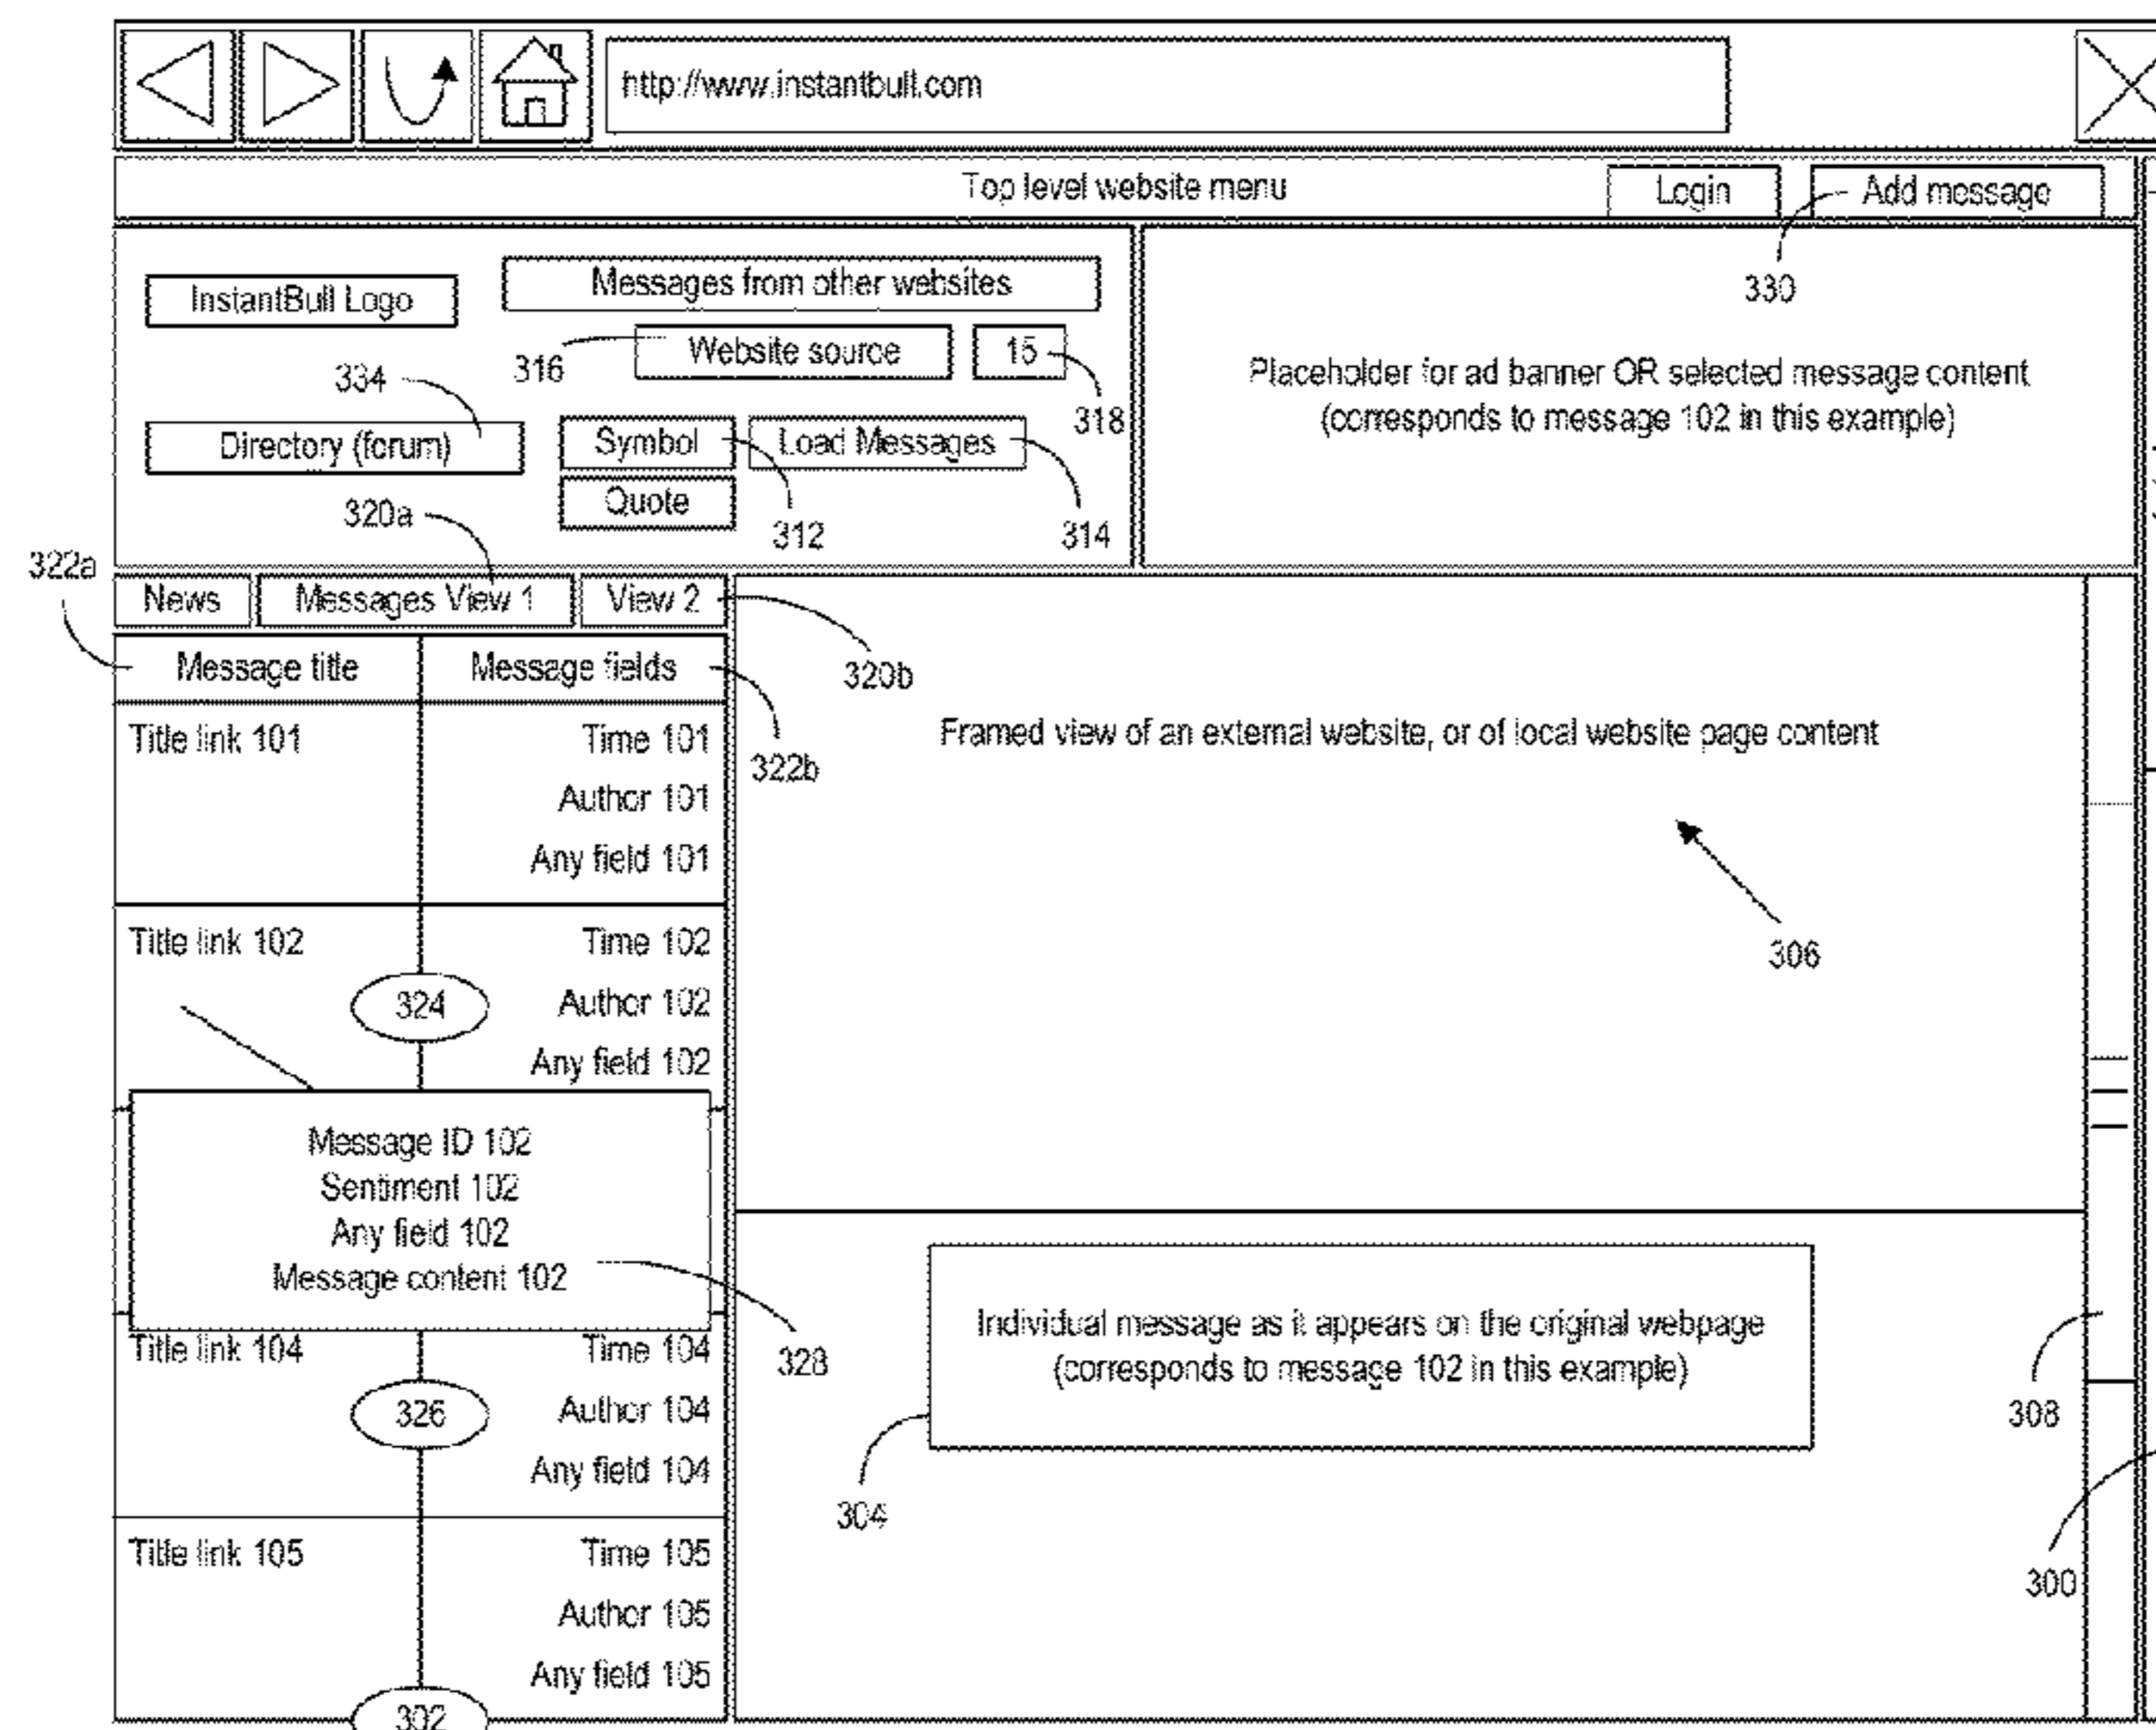 http://www.instantbull.com
Top level website menu
Login
Add message
330
InstantBull Logo
Messages from other websites
316
Website source
15
318
334
Directory (forum)
Symbol
Load Messages
Quote
312
314
320a
Placeholder for ad banner OR selected message content
(corresponds to message 102 in this example)
322a
News
Messages View 1
View 2
320b
Message title
Message fields
322b
Title link 101
Time 101
Author 101
Any field 101
Title link 102
Time 102
324
Author 102
Any field 102
Message ID 102
Sentiment 102
Any field 102
Message content 102
328
Title link 104
Time 104
326
Author 104
Any field 104
Title link 105
Time 105
Author 105
Any field 105
302
Framed view of an external website, or of local website page content
306
Individual message as it appears on the original webpage
(corresponds to message 102 in this example)
304
308
300